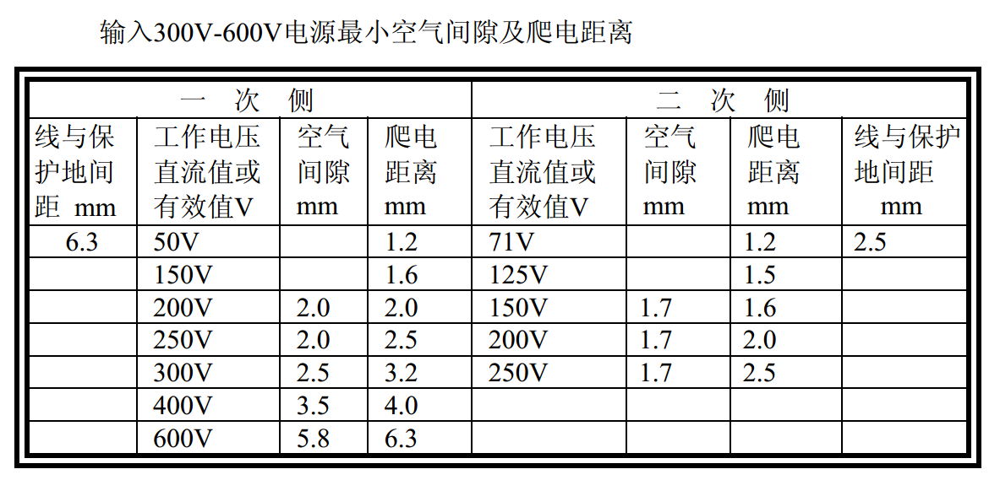 输入300V-600V电源最小空气间隙及爬电距离
一 次 侧 二 次 侧
线与保 工作电压 空气 爬电 工作电压 空气 爬电 线与保护
护地间 直流值或 间隙 距离 直流值或 间隙 距离 地间距
距 mm 有效值V mm mm 有效值V mm mm mm
6.3 50V 1.2 71V 1.2 2.5
150V 1.6 125V 1.5
200V 2.0 2.0 150V 1.7 1.6
250V 2.0 2.5 200V 1.7 2.0
300V 2.5 3.2 250V 1.7 2.5
400V 3.5 4.0
600V 5.8 6.3